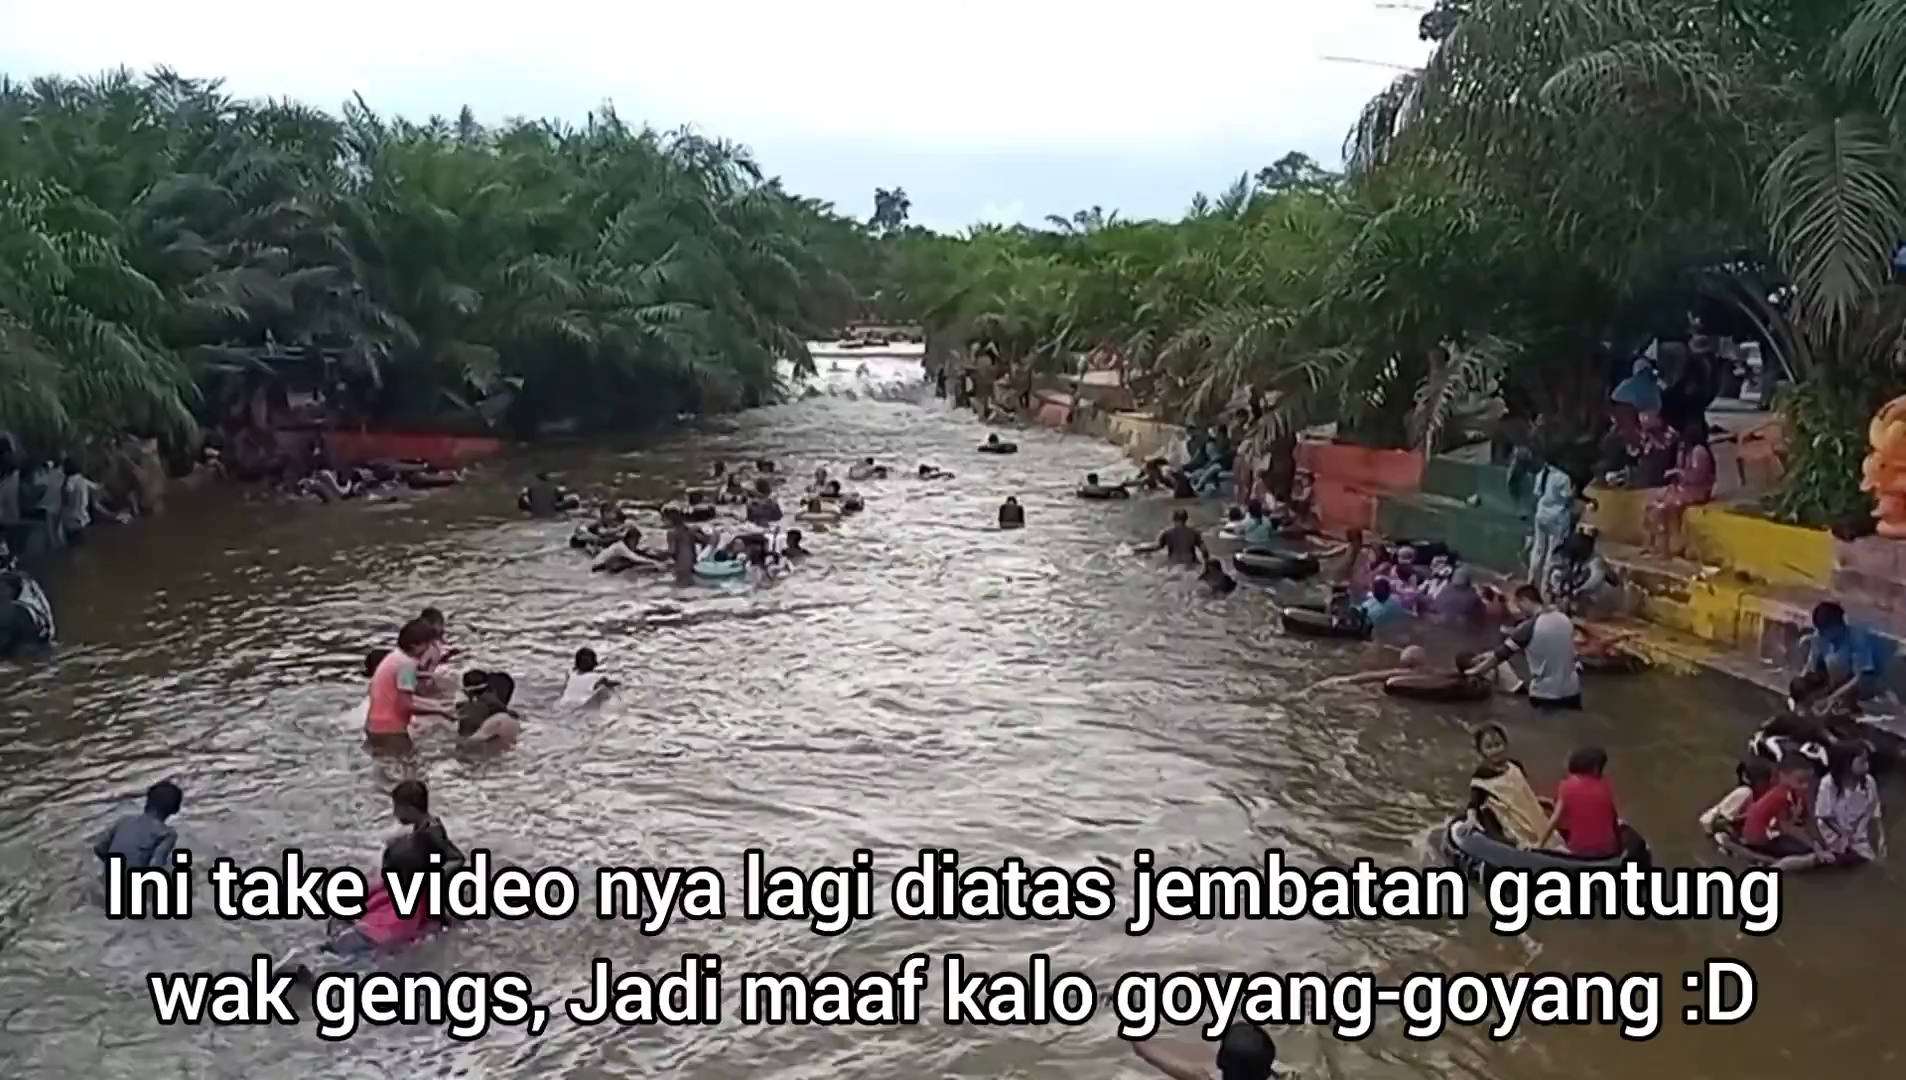 Ini take video nya lagi diatas jembatan gantung
wak gengs, Jadi maaf kalo goyang-goyang :D